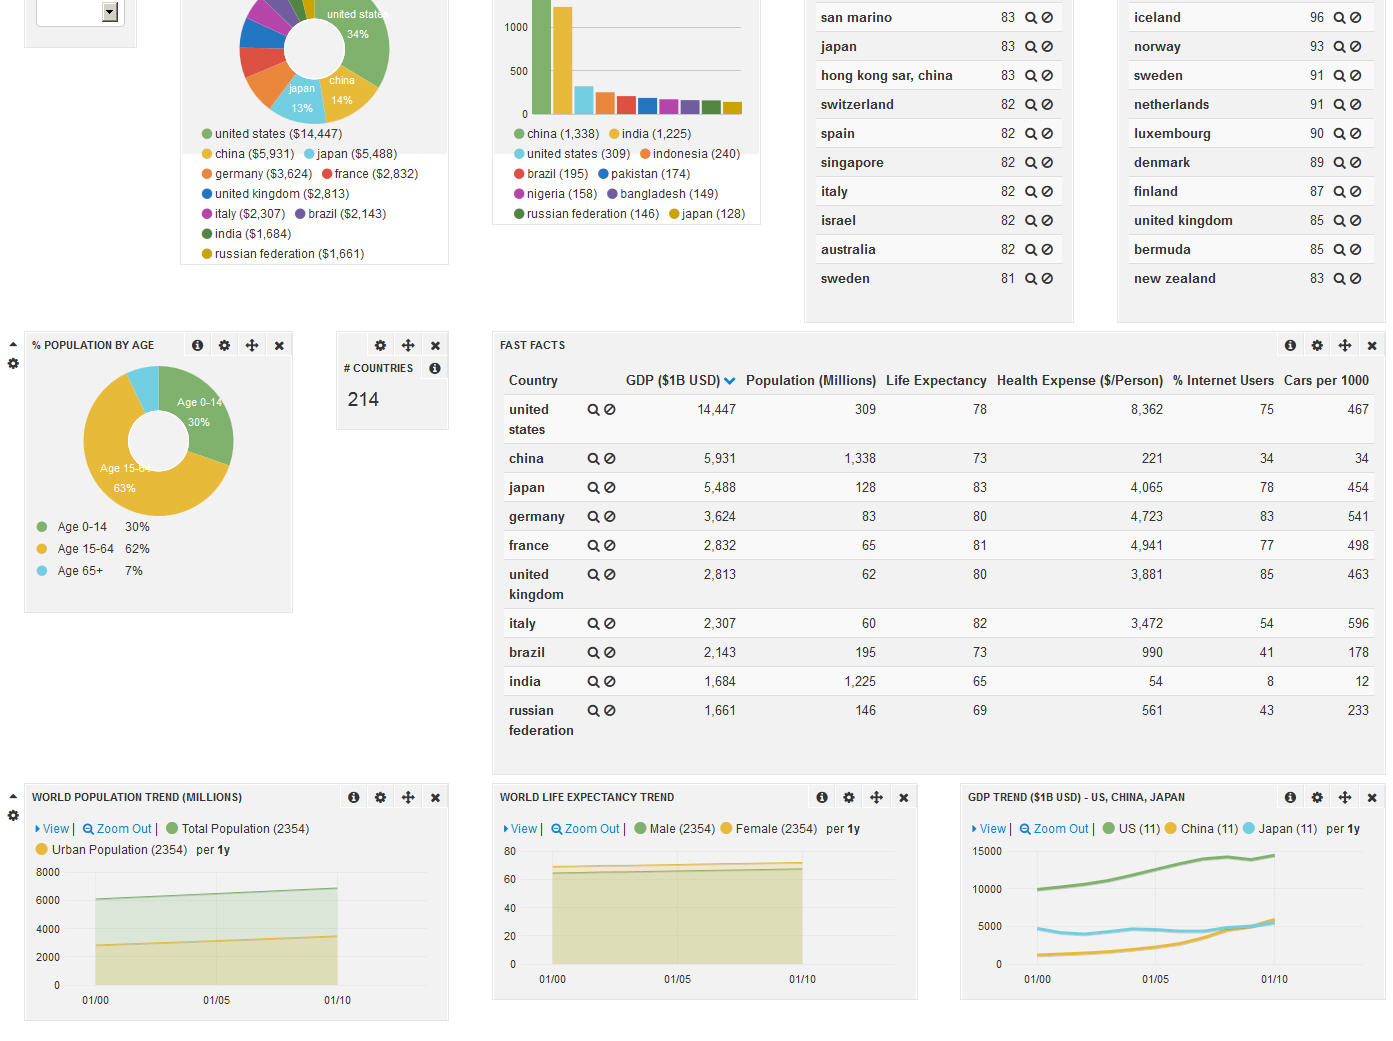 united states
34%
china
14%
japan
13%
united states ($14,447)
china ($5,931) japan ($5,488)
germany ($3,624) france ($2,832)
united kingdom ($2,813)
italy ($2,307) brazil ($2,143)
india ($1,684)
russian federation ($1,661)
1000
500
0
china (1,338) india (1,225)
united states (309) indonesia (240)
brazil (195) pakistan (174)
nigeria (158) bangladesh (149)
russian federation (146) japan (128)
san marino 83
japan 83
hong kong sar, china 83
switzerland 82
spain 82
singapore 82
italy 82
israel 82
australia 82
sweden 81
iceland 96
norway 93
sweden 91
netherlands 91
luxembourg 90
denmark 89
finland 87
united kingdom 85
bermuda 85
new zealand 83
% POPULATION BY AGE
Age 0-14
30%
Age 15-64
63%
Age 0-14 30%
Age 15-64 62%
Age 65+ 7%
# COUNTRIES
214
FAST FACTS
Country GDP ($1B USD) Population (Millions) Life Expectancy Health Expense ($/Person) % Internet Users Cars per 1000
united states 14,447 309 78 8,362 75 467
china 5,931 1,338 73 221 34 34
japan 5,488 128 83 4,065 78 454
germany 3,624 83 80 4,723 83 541
france 2,832 65 81 4,941 77 498
united kingdom 2,813 62 80 3,881 85 463
italy 2,307 60 82 3,472 54 596
brazil 2,143 195 73 990 41 178
india 1,684 1,225 65 54 8 12
russian federation 1,661 146 69 561 43 233
WORLD POPULATION TREND (MILLIONS)
View | Zoom Out | Total Population (2354)
Urban Population (2354) per 1y
8000
6000
4000
2000
0
01/00 01/05 01/10
WORLD LIFE EXPECTANCY TREND
View | Zoom Out | Male (2354) Female (2354) per 1y
80
60
40
20
0
01/00 01/05 01/10
GDP TREND ($1B USD) - US, CHINA, JAPAN
View | Zoom Out | US (11) China (11) Japan (11) per 1y
15000
10000
5000
0
01/00 01/05 01/10